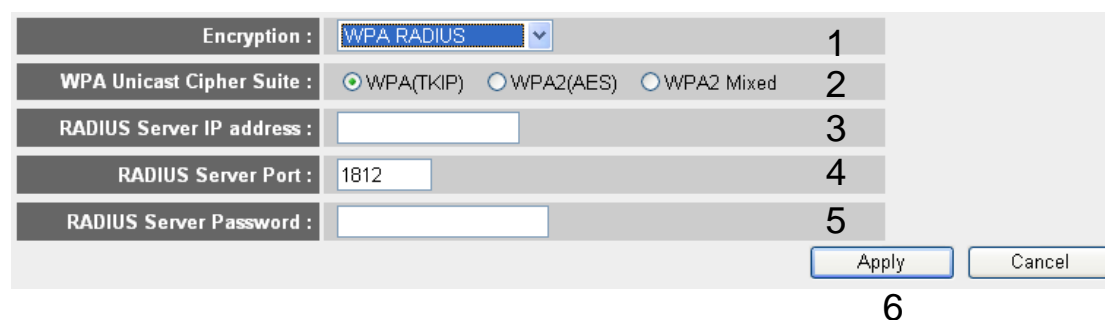 Encryption : WPA RADIUS 1
WPA Unicast Cipher Suite : WPA(TKIP) WPA2(AES) WPA2 Mixed 2
RADIUS Server IP address : 3
RADIUS Server Port : 1812 4
RADIUS Server Password : 5
Apply Cancel
6